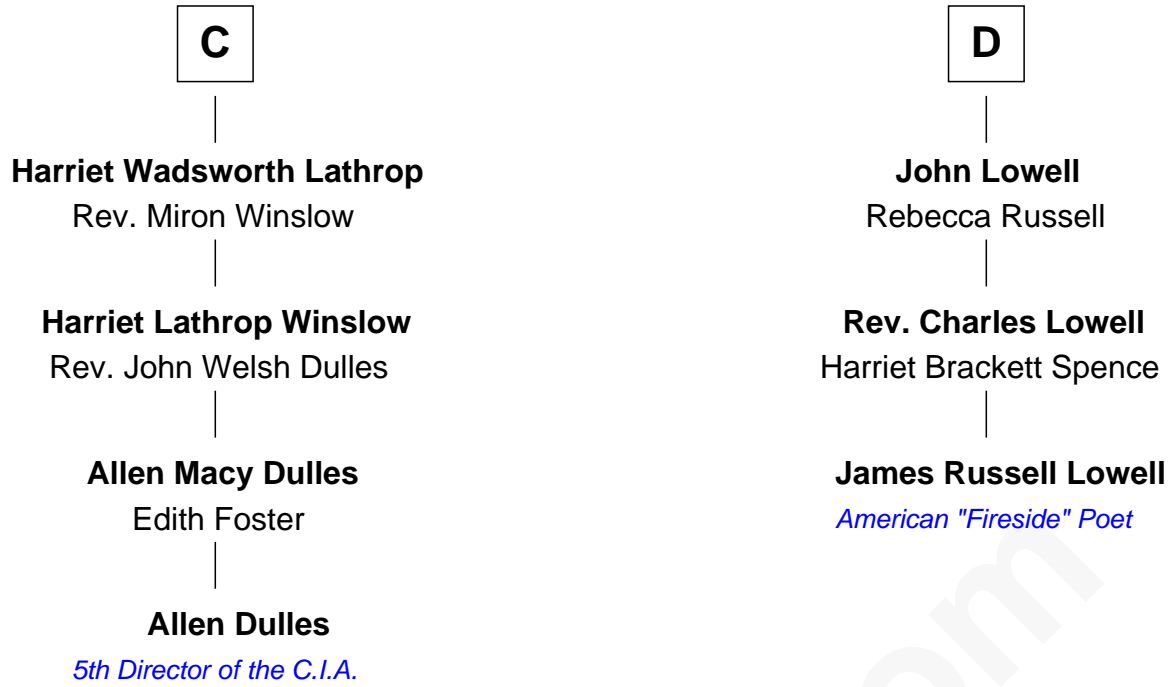 C
Harriet Wadsworth Lathrop
Rev. Miron Winslow
Harriet Lathrop Winslow
Rev. John Welsh Dulles
Allen Macy Dulles
Edith Foster
Allen Dulles
5th Director of the C.I.A.
D
John Lowell
Rebecca Russell
Rev. Charles Lowell
Harriet Brackett Spence
James Russell Lowell
American "Fireside" Poet
om